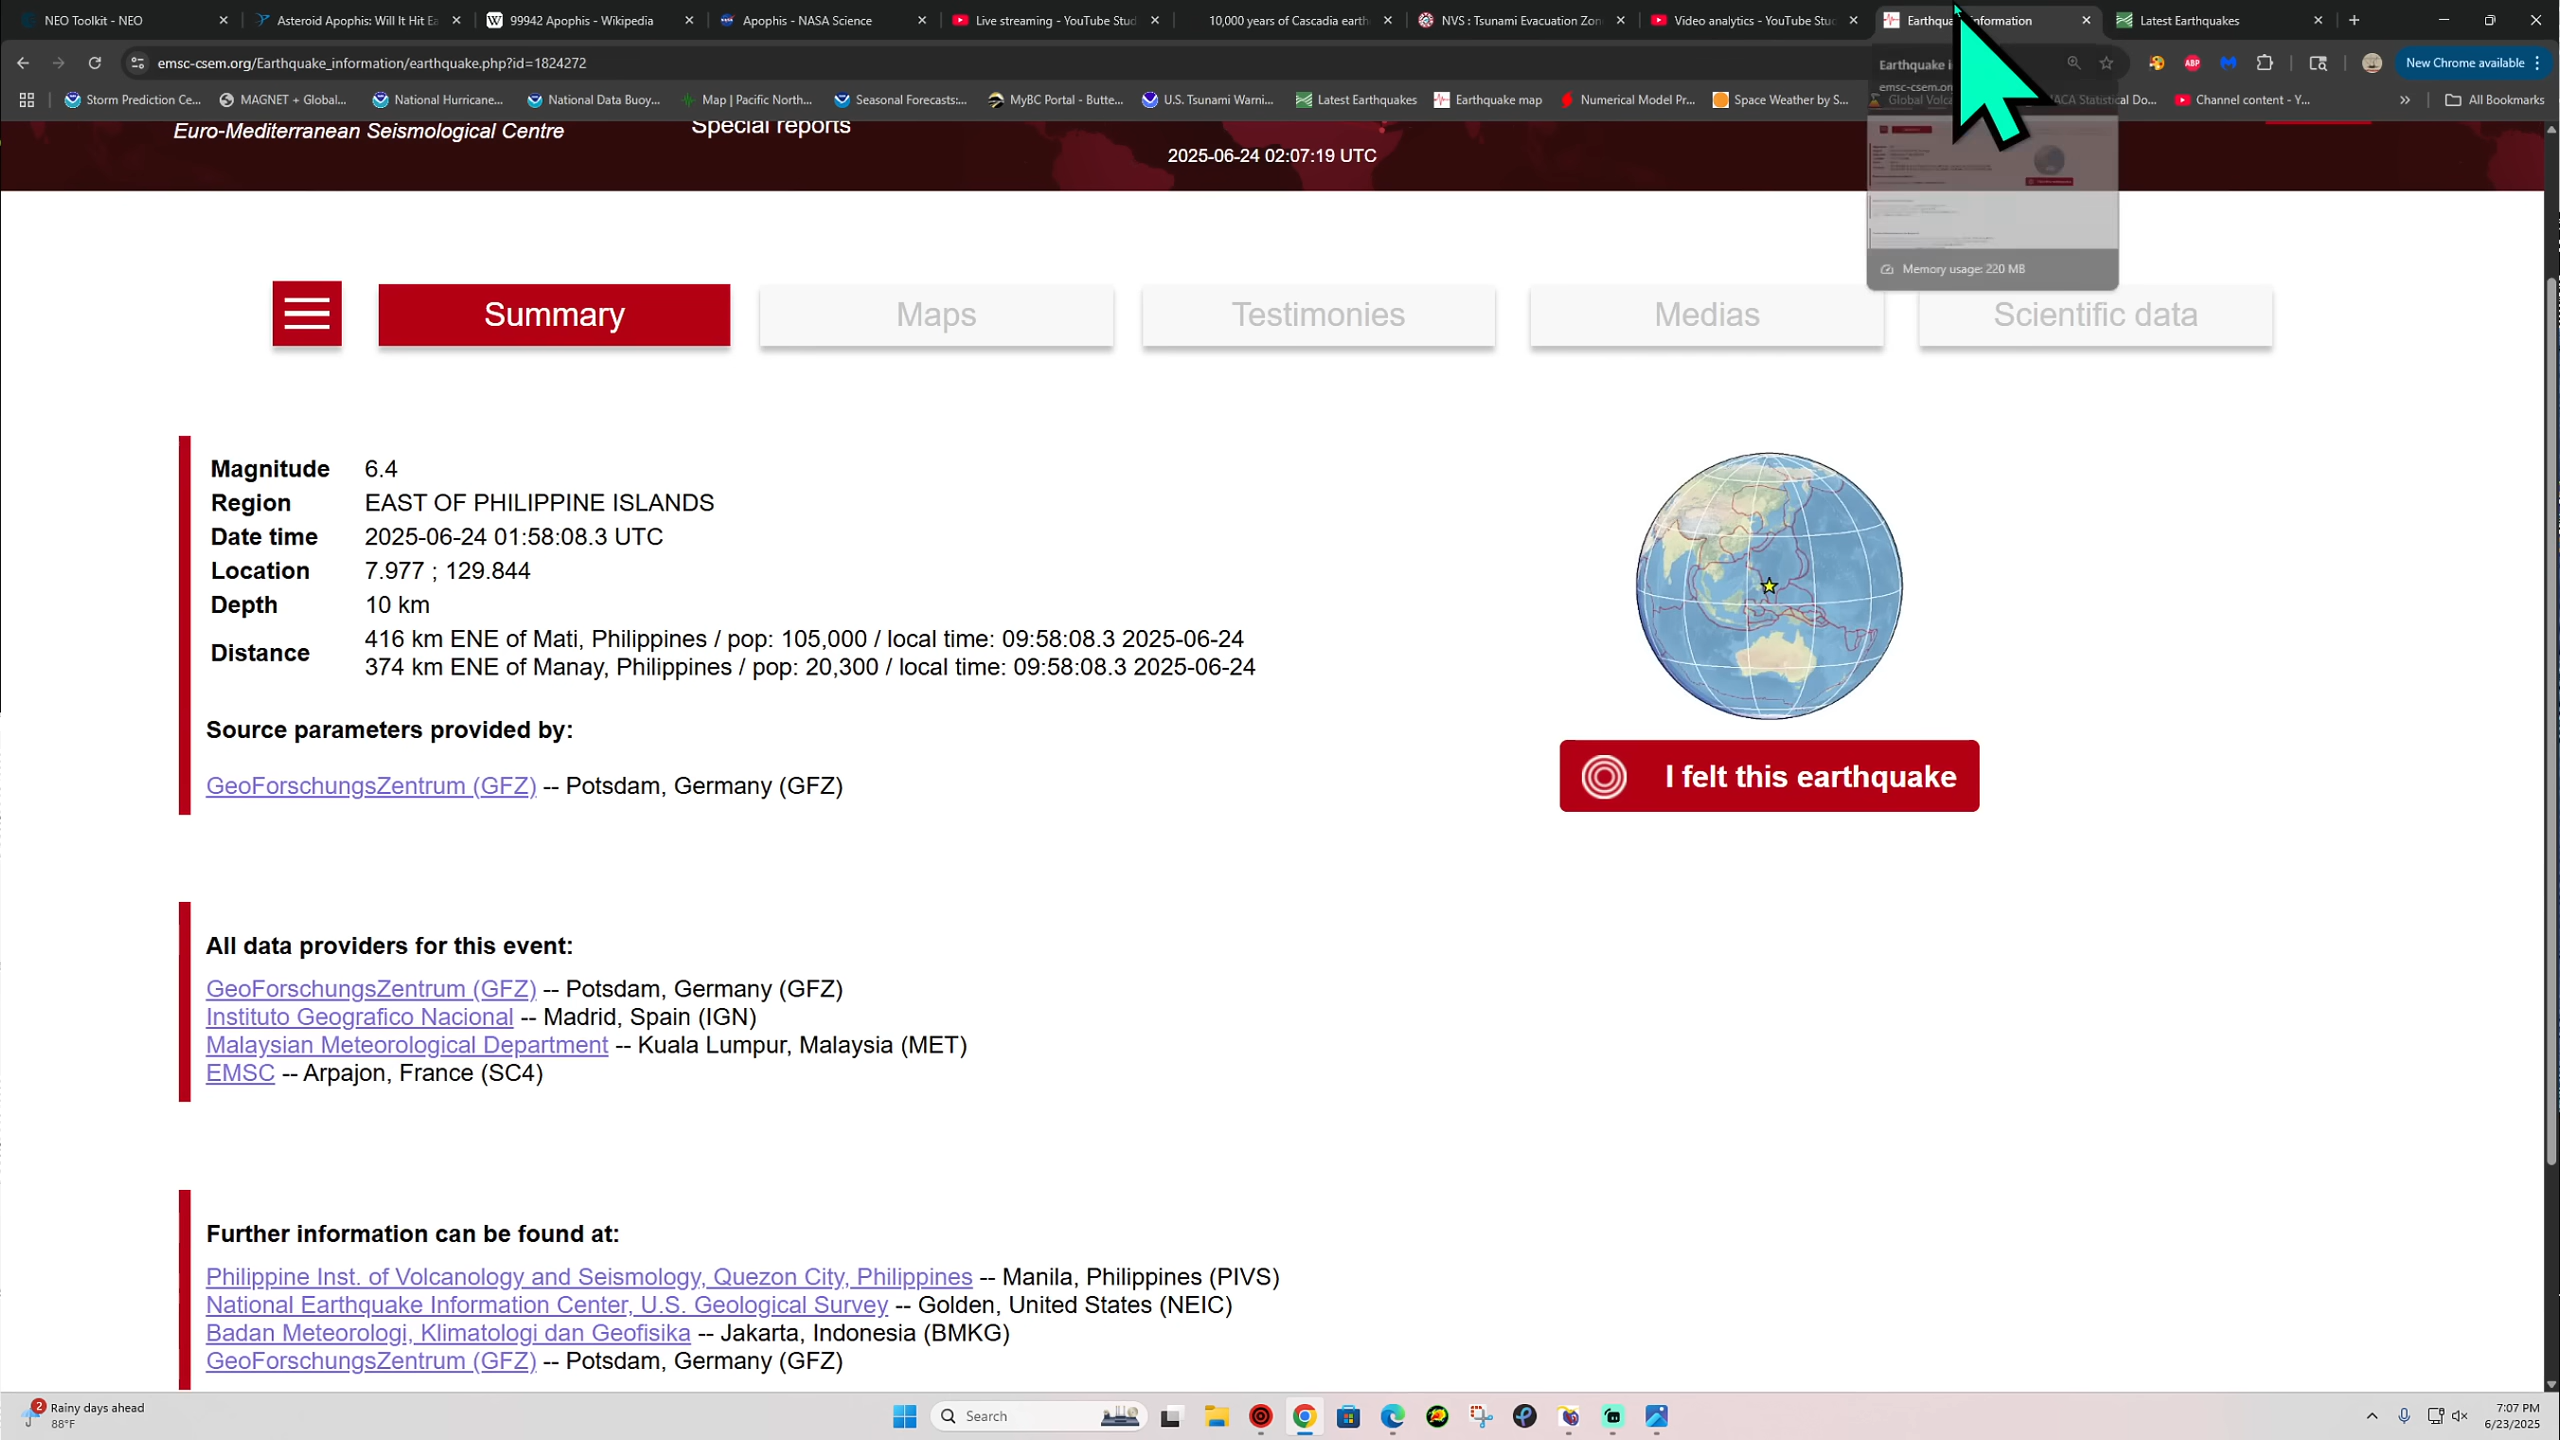 NEO Toolkit - NEO
Asteroid Apophis: Will It Hit Ea
99942 Apophis - Wikipedia
Apophis - NASA Science
Live streaming - YouTube Stud
10,000 years of Cascadia earth
NVS : Tsunami Evacuation Zon
Video analytics - YouTube Stud
Earthqu
nformation
Latest Earthquakes
emsc-csem.org/Earthquake_information/earthquake.php?id=1824272
ABP
New Chrome available
Earthquake i
emsc-csem.or
Storm Prediction Ce...
MAGNET + Global...
National Hurricane...
National Data Buoy...
Map | Pacific North...
Seasonal Forecasts:...
MyBC Portal - Butte...
U.S. Tsunami Warni...
Latest Earthquakes
Earthquake map
Numerical Model Pr...
Space Weather by S...
Global Volc
ACA Statistical Do...
Channel content - Y...
All Bookmarks
Euro-Mediterranean Seismological Centre
Special reports
2025-06-24 02:07:19 UTC
Memory usage: 220 MB
Summary
Maps
Testimonies
Medias
Scientific data
Magnitude 6.4
Region EAST OF PHILIPPINE ISLANDS
Date time 2025-06-24 01:58:08.3 UTC
Location 7.977 ; 129.844
Depth 10 km
Distance 416 km ENE of Mati, Philippines / pop: 105,000 / local time: 09:58:08.3 2025-06-24
374 km ENE of Manay, Philippines / pop: 20,300 / local time: 09:58:08.3 2025-06-24
Source parameters provided by:
GeoForschungsZentrum (GFZ) -- Potsdam, Germany (GFZ)
I felt this earthquake
All data providers for this event:
GeoForschungsZentrum (GFZ) -- Potsdam, Germany (GFZ)
Instituto Geografico Nacional -- Madrid, Spain (IGN)
Malaysian Meteorological Department -- Kuala Lumpur, Malaysia (MET)
EMSC -- Arpajon, France (SC4)
Further information can be found at:
Philippine Inst. of Volcanology and Seismology, Quezon City, Philippines -- Manila, Philippines (PIVS)
National Earthquake Information Center, U.S. Geological Survey -- Golden, United States (NEIC)
Badan Meteorologi, Klimatologi dan Geofisika -- Jakarta, Indonesia (BMKG)
GeoForschungsZentrum (GFZ) -- Potsdam, Germany (GFZ)
2
Rainy days ahead
88°F
Search
7:07 PM
6/23/2025